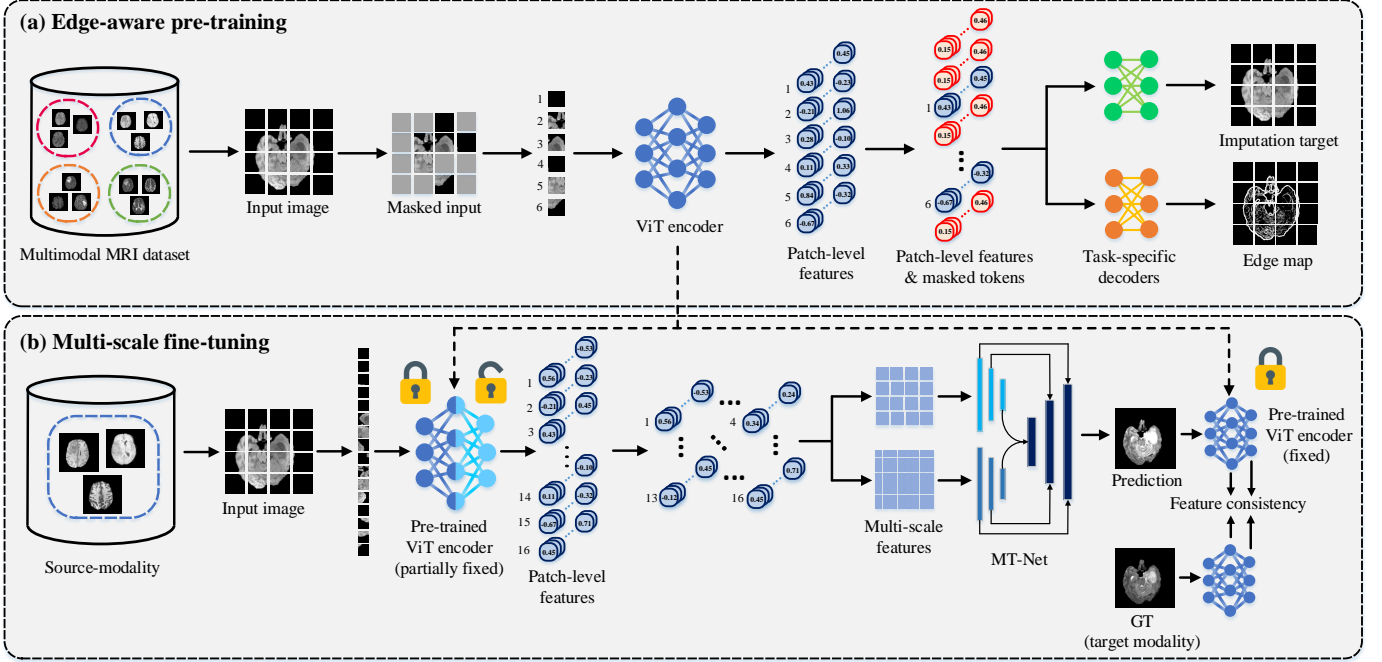 (a) Edge-aware pre-training
Multimodal MRI dataset
Input image
Masked input
1
2
3
4
5
6
ViT encoder
0.45
1 0.43 -0.23
2 -0.21 1.06
3 0.28 -0.10
4 0.11 0.33
5 0.84 -0.32
6 -0.67
Patch-level
features
0.46
0.15 0.46
0.15 0.45
1 0.43 0.46
0.15
-0.32
6 -0.67 0.46
0.15
Patch-level features
& masked tokens
Task-specific
decoders
Imputation target
Edge map
(b) Multi-scale fine-tuning
Source-modality
Input image
Pre-trained
ViT encoder
(partially fixed)
-0.53
1 0.56 -0.23
2 -0.21 0.45
3 0.43
-0.10
14 0.11 -0.32
15 -0.67 0.71
16 0.45
Patch-level
features
-0.53 0.24
1 0.56 4 0.34
0.45 0.71
13 -0.12 16 0.45
Multi-scale
features
MT-Net
Prediction
Pre-trained
ViT encoder
(fixed)
Feature consistency
GT
(target modality)